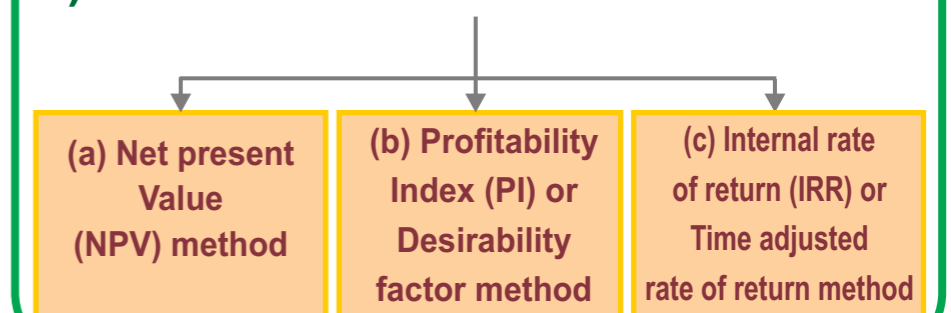 (a) Net present
Value
(NPV) method
(b) Profitability
Index (PI) or
Desirability
factor method
(c) Internal rate
of return (IRR) or
Time adjusted
rate of return method